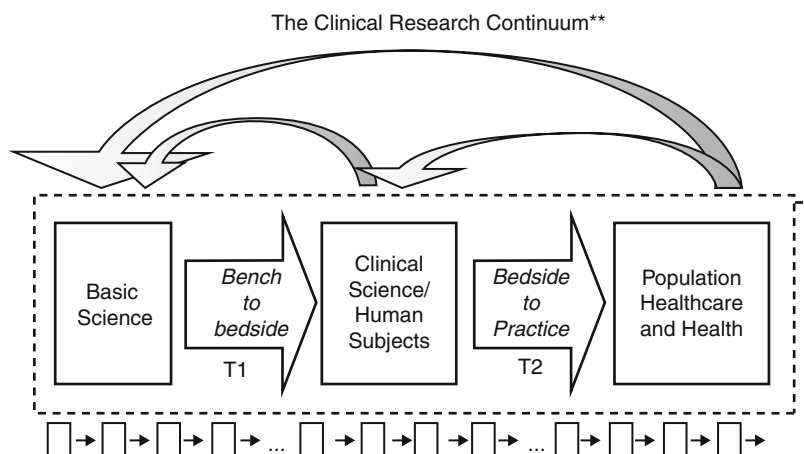 The Clinical Research Continuum**
Basic
Science
Bench
to
bedside
T1
Clinical
Science/
Human
Subjects
Bedside
to
Practice
T2
Population
Healthcare
and Health
... ...